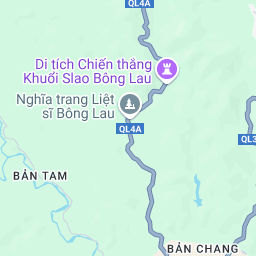 QL4A
Di tích Chiến thắng
Khuổi Slao Bông Lau
Nghĩa trang Liệt
sĩ Bông Lau
QL4A
BẢN TAM
BẢN CHANG